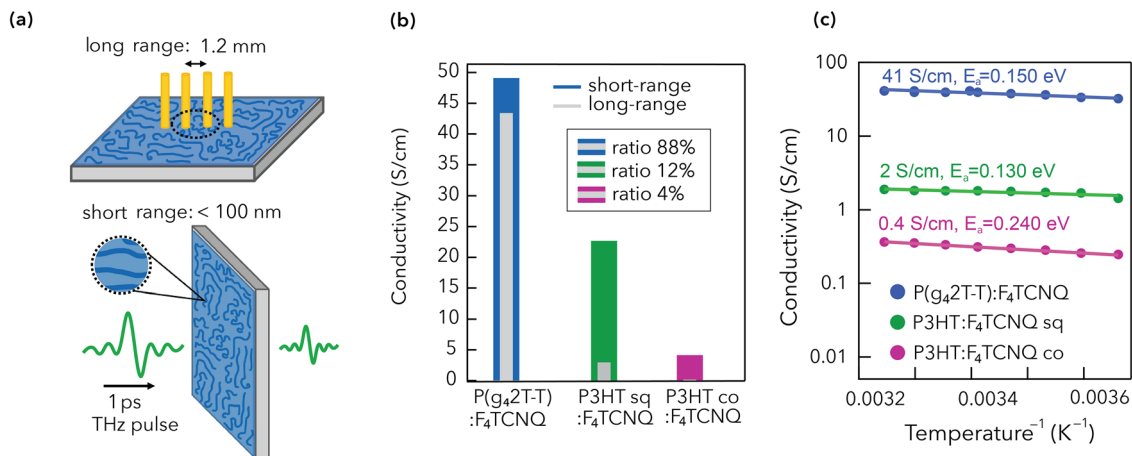 (a)
long range: 1.2 mm
short range: < 100 nm
1 ps
THz pulse
(b)
Conductivity (S/cm)
50
45
40
35
30
25
20
15
10
5
0
short-range
long-range
ratio 88%
ratio 12%
ratio 4%
P(g₄2T-T)
:F₄TCNQ
P3HT sq
:F₄TCNQ
P3HT co
:F₄TCNQ
(c)
Conductivity (S/cm)
100
10
1
0.1
0.01
41 S/cm, Eₐ=0.150 eV
2 S/cm, Eₐ=0.130 eV
0.4 S/cm, Eₐ=0.240 eV
P(g₄2T-T):F₄TCNQ
P3HT:F₄TCNQ sq
P3HT:F₄TCNQ co
0.0032 0.0034 0.0036
Temperature⁻¹ (K⁻¹)